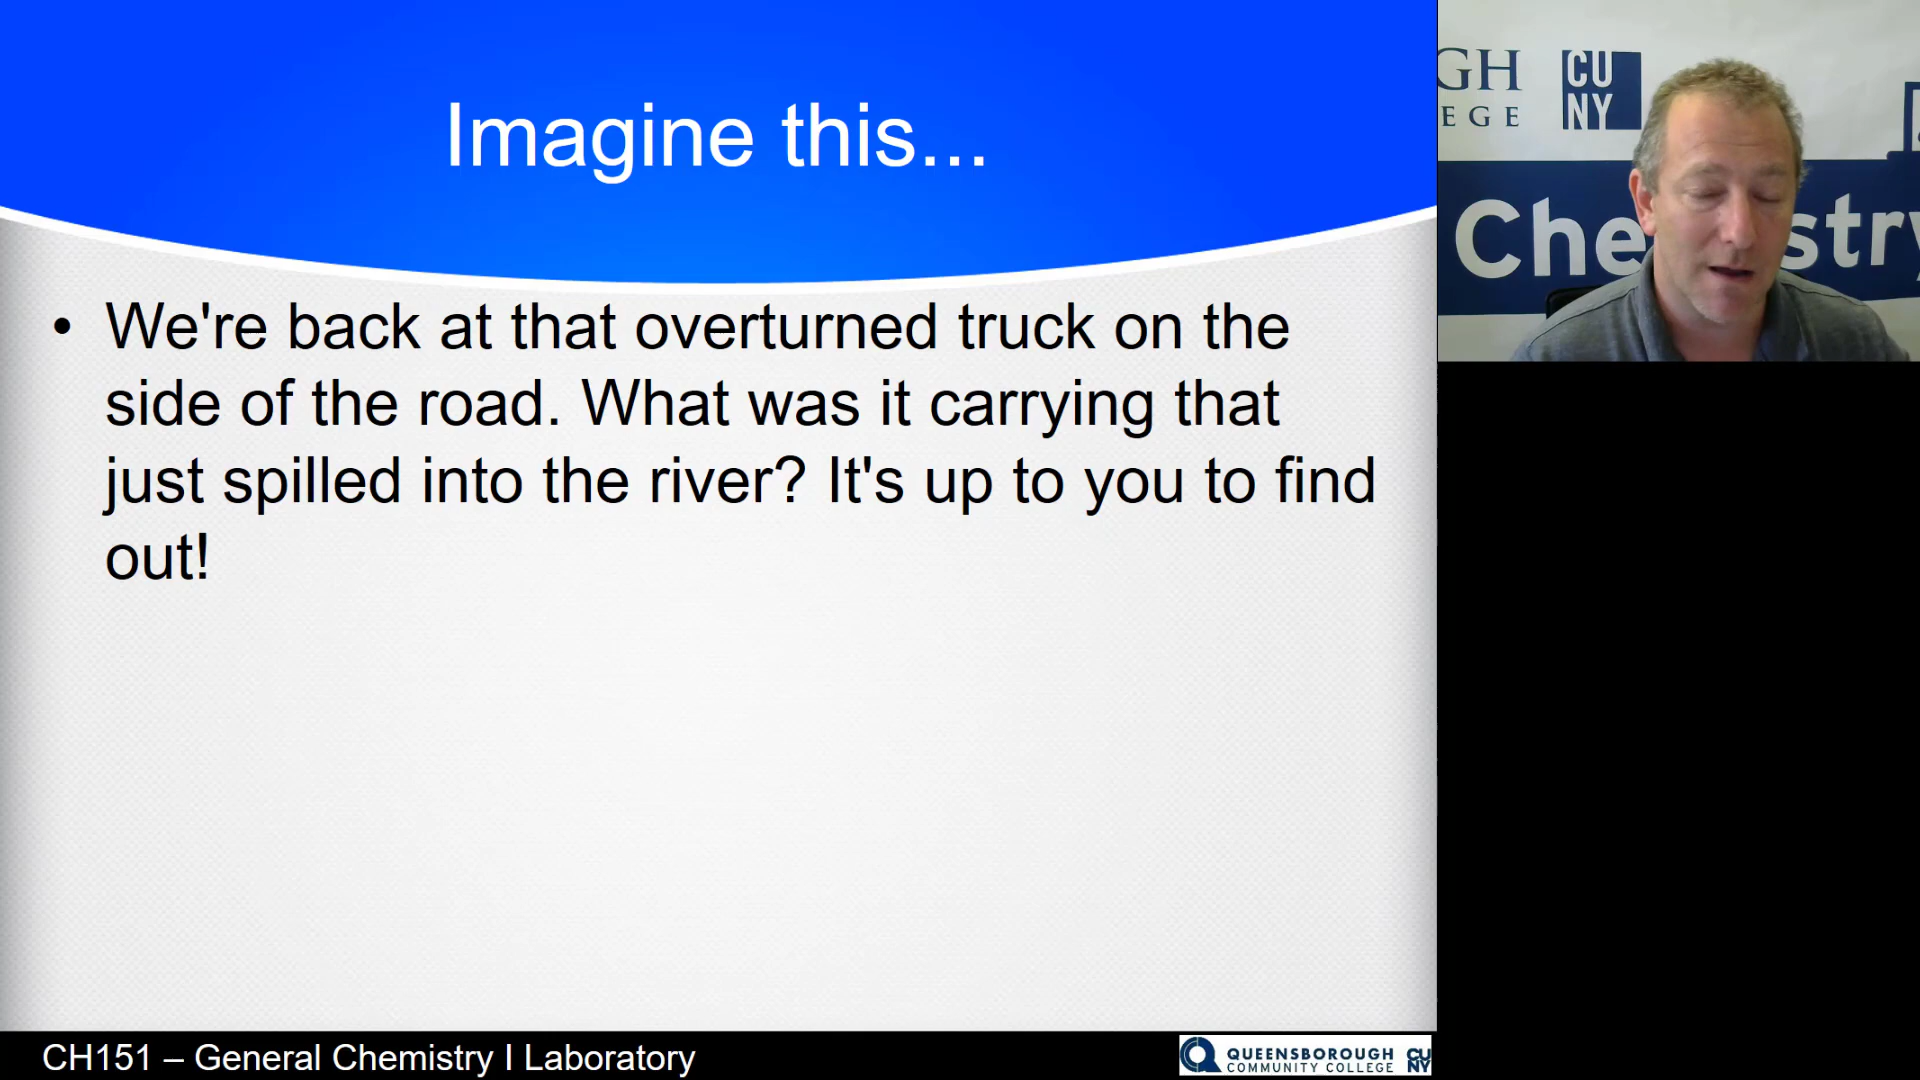 Imagine this...
• We're back at that overturned truck on the
side of the road. What was it carrying that
just spilled into the river? It's up to you to find
out!
CH151 – General Chemistry I Laboratory
QUEENSBOROUGH
COMMUNITY COLLEGE
CU
NY
GH
EGE
CU
NY
Che
stry